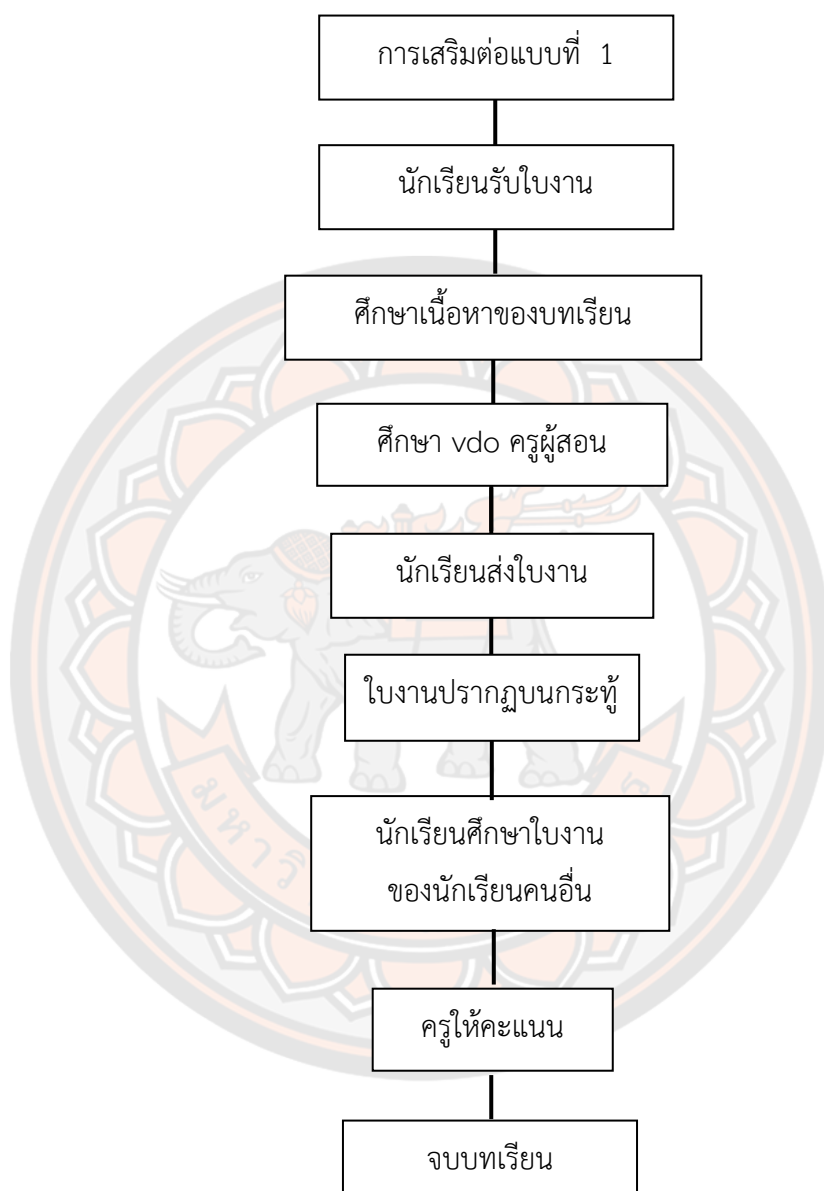 การเสริมต่อแบบที่ 1
นักเรียนรับใบงาน
ศึกษาเนื้อหาของบทเรียน
ศึกษา vdo ครูผู้สอน
นักเรียนส่งใบงาน
ใบงานปรากฏบนกระทู้
นักเรียนศึกษาใบงาน
ของนักเรียนคนอื่น
ครูให้คะแนน
จบบทเรียน